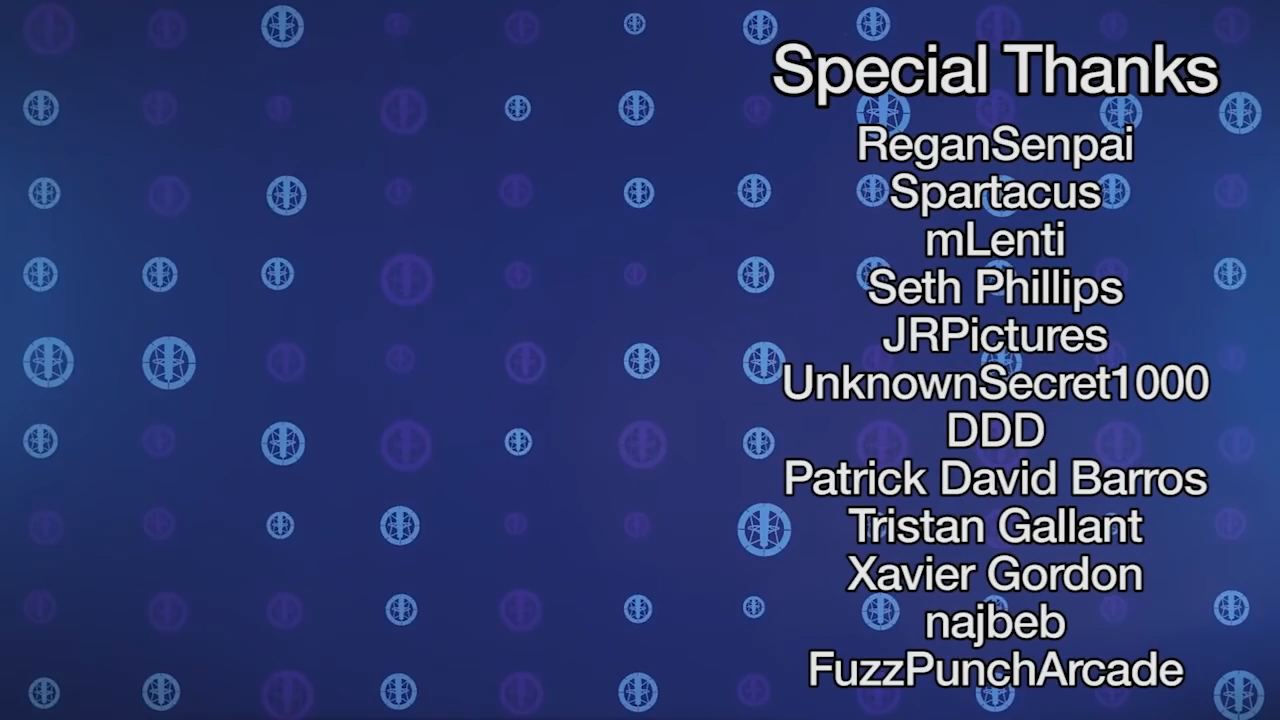 Special Thanks
ReganSenpai
Spartacus
mLenti
Seth Phillips
JRPictures
UnknownSecret1000
DDD
Patrick David Barros
Tristan Gallant
Xavier Gordon
najbeb
FuzzPunchArcade